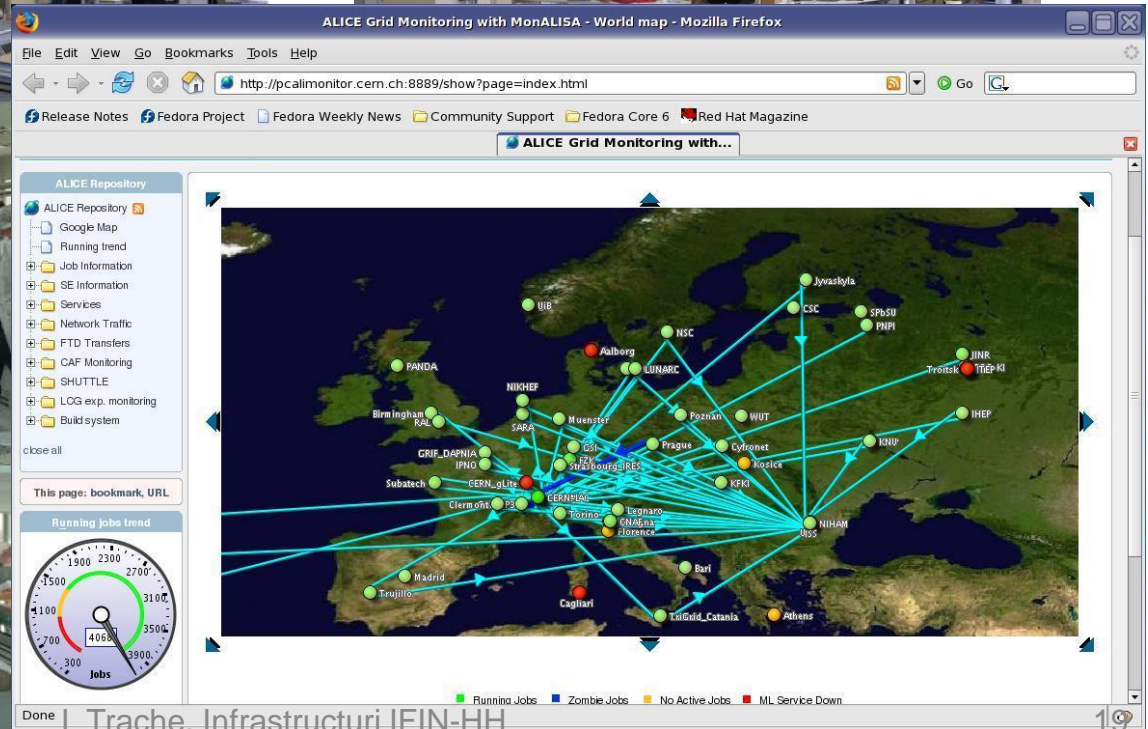 ALICE Grid Monitoring with MonALISA - World map - Mozilla Firefox
File Edit View Go Bookmarks Tools Help
http://pcalimonitor.cern.ch:8889/show?page=index.html
Go
Release Notes Fedora Project Fedora Weekly News Community Support Fedora Core 6 Red Hat Magazine
ALICE Grid Monitoring with...
ALICE Repository
ALICE Repository
Google Map
Running trend
Job Information
SE Information
Services
Network Traffic
FTD Transfers
CAF Monitoring
SHUTTLE
LCG exp. monitoring
Build system
close all
This page: bookmark, URL
Running jobs trend
300
700
1100
1500
1900
2300
2700
3100
3500
3900
4068
Jobs
Jyvaskyla
UiB
CSC
SPbSU
PNPI
NSC
Aalborg
JINR
Troitsk
KI
PANDA
LUNARC
NIKHEF
Birmingham
RAL
SARA
Muenster
Poznan
WUT
IHEP
GRIF_DAPNIA
IPNO
GSI
FZK
Strasbourg_IRES
Prague
Cyfronet
Kosice
KNU
Subatech
CERN_gLite
KFKI
Clermont
Torino
Legnaro
NIHAM
UISS
Florence
Madrid
Bari
Trujillo
Cagliari
TriGrid_Catania
Athens
Running Jobs Zombie Jobs No Active Jobs ML Service Down
Done
Trache, Infrastructuri IFIN-HH
19